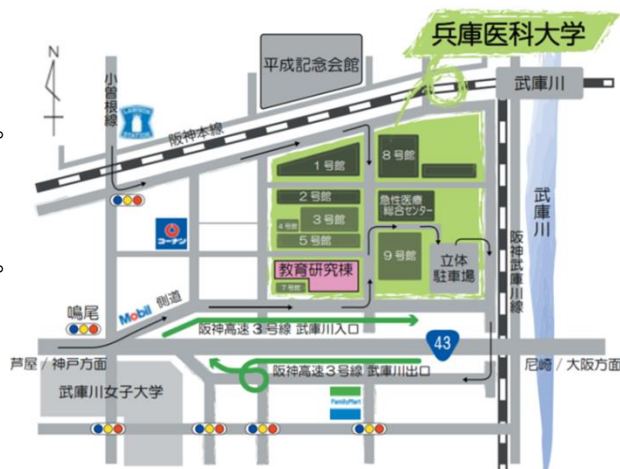 兵庫医科大学
N
平成記念会館
武庫川
小曽根線
LAWSON
STATION
阪神本線
1号館
8号館
2号館
急性医療
総合センター
4号館
3号館
5号館
コーナン
9号館
立体
駐車場
教育研究棟
7号館
武庫川
阪神武庫川線
鳴尾
Mobil
側道
阪神高速3号線 武庫川入口
43
芦屋/神戸方面
尼崎/大阪方面
阪神高速3号線 武庫川出口
武庫川女子大学
FamilyMart
。
。